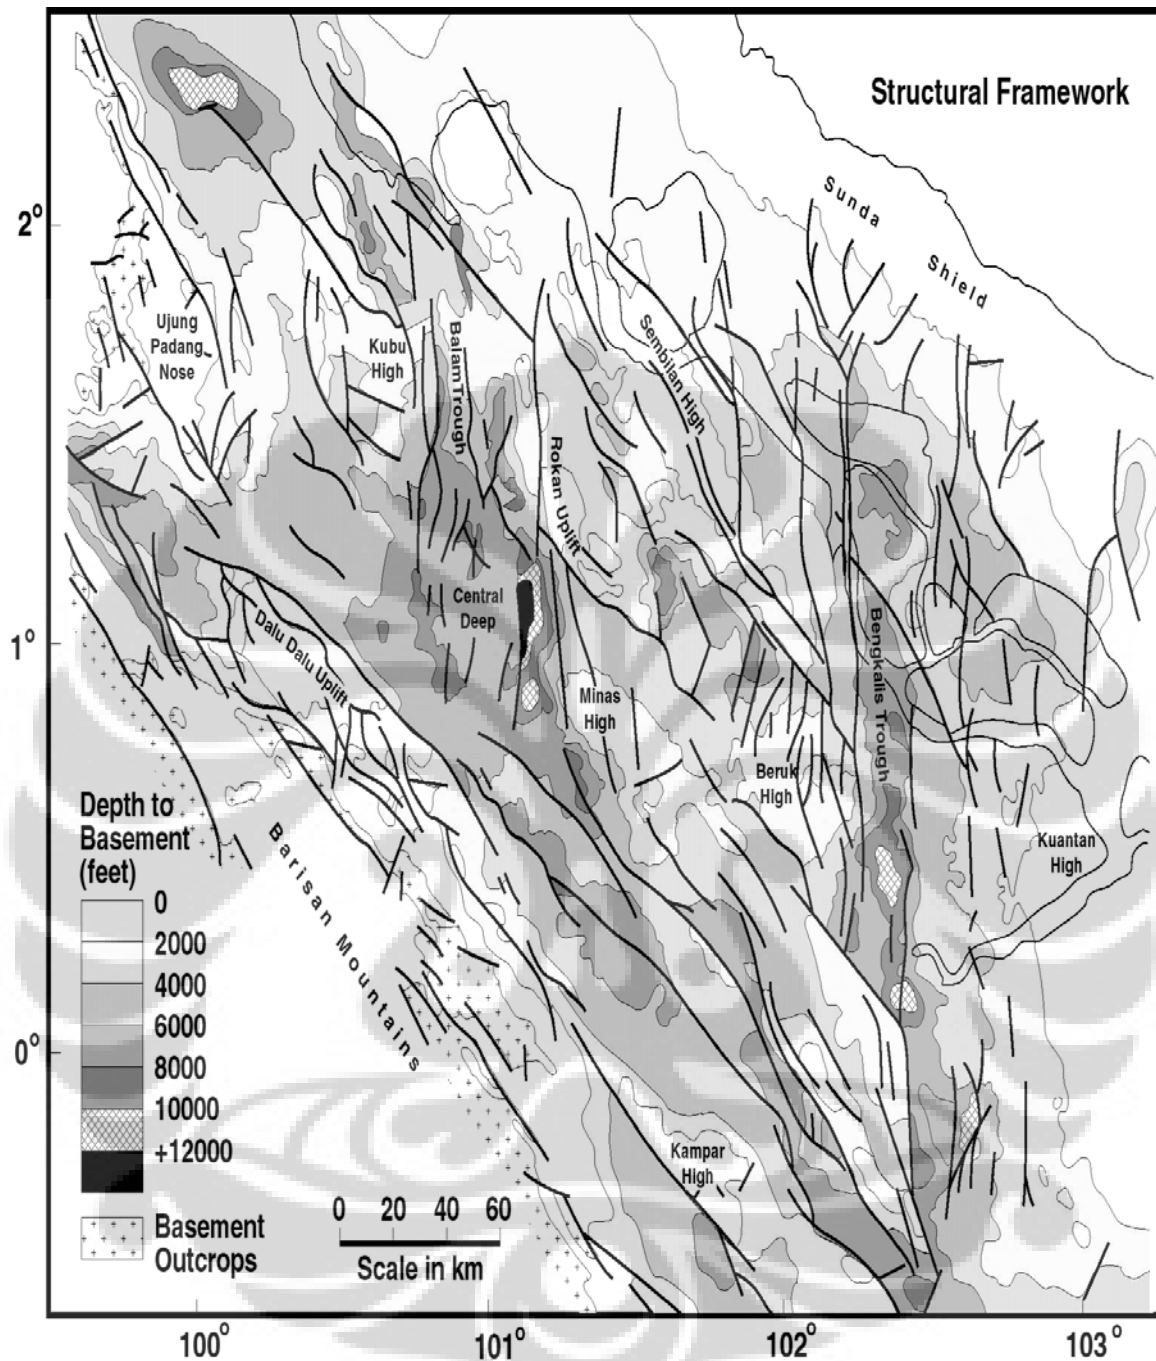 Structural Framework
Sunda
Shield
2°
Ujung
Padang
Nose
Kubu
High
Balam Trough
Sembilan High
Rokan Uplift
Central
Deep
1°
Dalu Dalu Uplift
Minas
High
Bengkalis Trough
Beruk
High
Kuantan
High
Barisan Mountains
Depth to
Basement
(feet)
0
2000
4000
6000
8000
10000
+12000
0°
Kampar
High
Basement
Outcrops
0 20 40 60
Scale in km
100° 101° 102° 103°